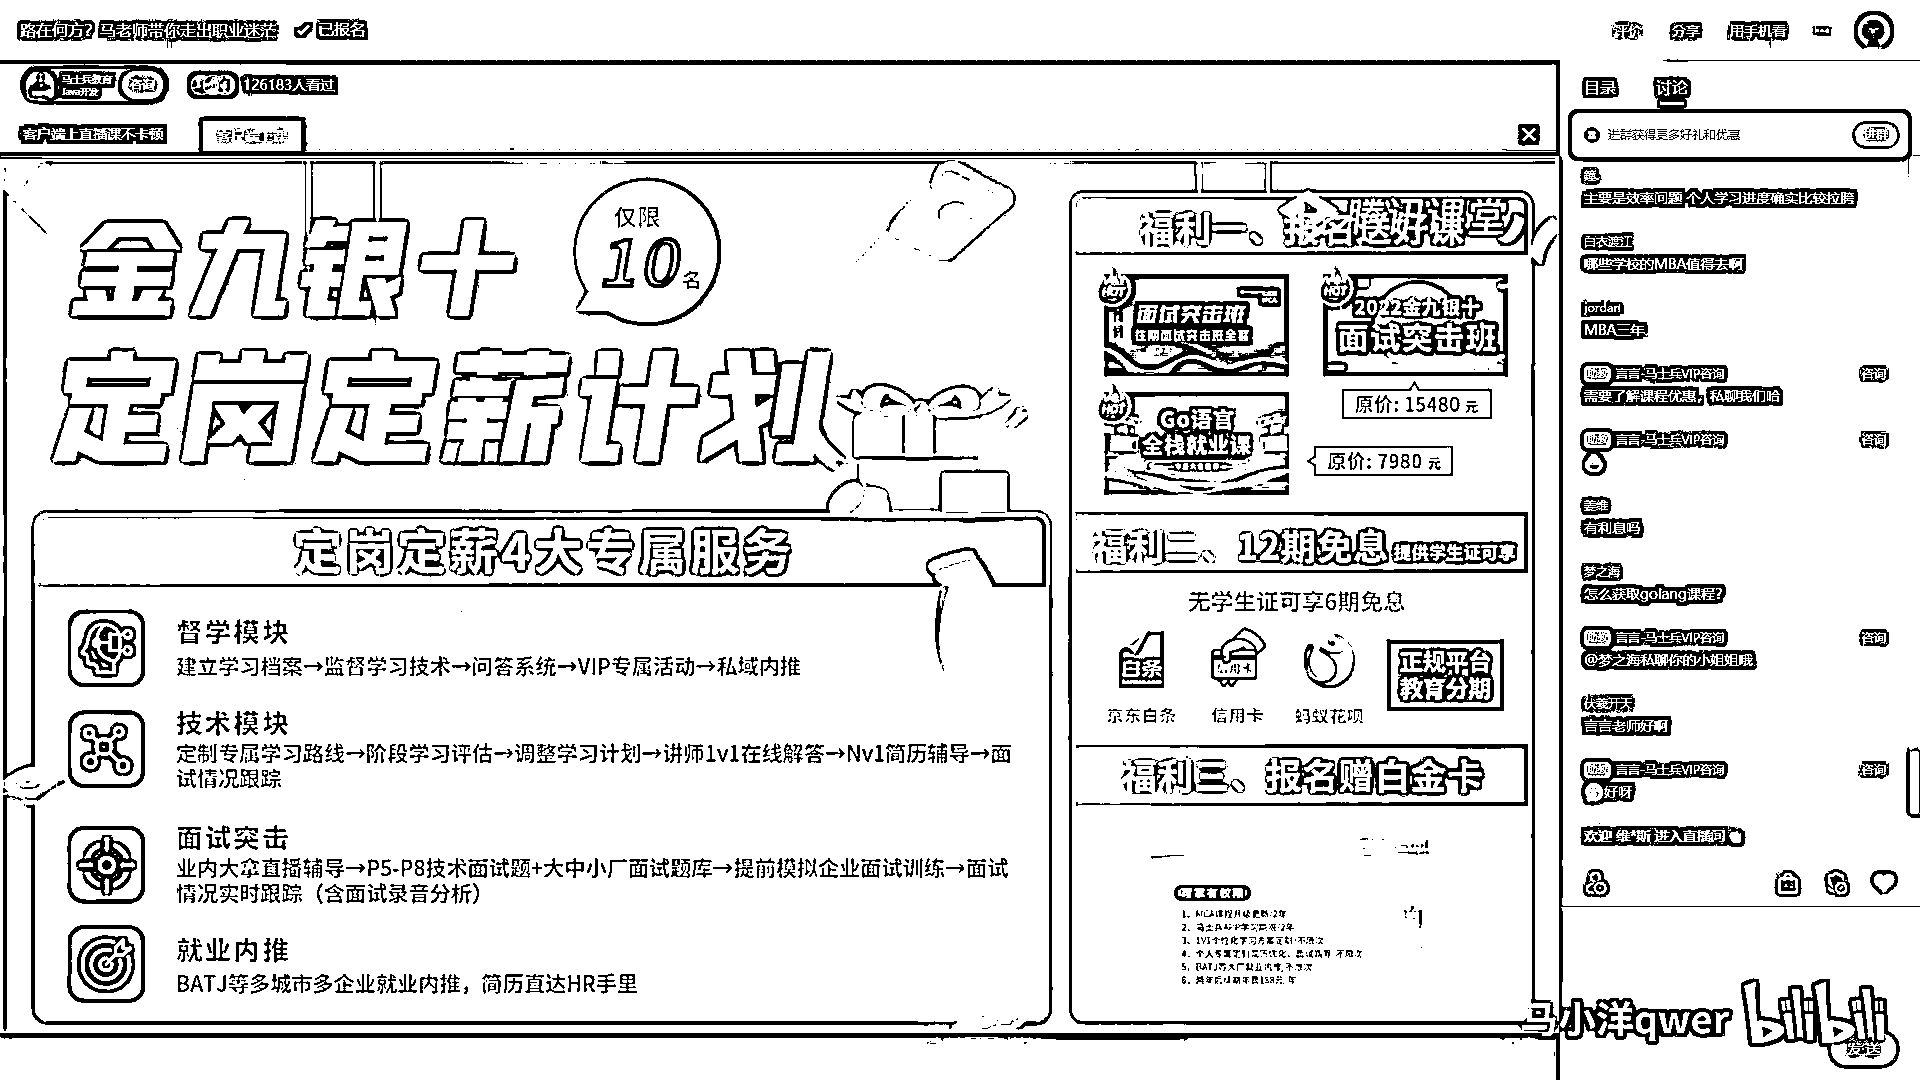 路在何方？马老师带你走出职业迷茫 已报名
评价 分享 用手机看
马士兵教育
Java开发
咨询
126183人看过
客户端上直播课不卡顿
目录 讨论
进群获得更多好礼和优惠 进群
金九银十
仅限
10名
定岗定薪计划
定岗定薪4大专属服务
督学模块
建立学习档案→监督学习技术→问答系统→VIP专属活动→私域内推
技术模块
定制专属学习路线→阶段学习评估→调整学习计划→讲师1v1在线解答→Nv1简历辅导→面
试情况跟踪
面试突击
业内大拿直播辅导→P5-P8技术面试题+大中小厂面试题库→提前模拟企业面试训练→面试
情况实时跟踪（含面试录音分析）
就业内推
BATJ等多城市多企业就业内推，简历直达HR手里
福利一、报名赠好课
HOT
面试突击班
往期面试突击班全套
HOT
2022金九银十
面试突击班
原价: 15480 元
HOT
Go语言
全栈就业课
原价: 7980 元
福利二、12期免息 提供学生证可享
无学生证可享6期免息
白条
京东白条
信用卡
蚂蚁花呗
正规平台
教育分期
福利三、报名赠白金卡
主要是效率问题 个人学习进度确实比较拉胯
白衣渡江
哪些学校的MBA值得去啊
jordan
MBA三年
言言-马士兵VIP咨询 咨询
需要了解课程优惠，私聊我们哈
言言-马士兵VIP咨询 咨询
姜维
有利息吗
梦之海
怎么获取golang课程？
言言-马士兵VIP咨询 咨询
@梦之海私聊你的小姐姐哦
言言老师好啊
言言-马士兵VIP咨询 咨询
好呀
欢迎 维*斯 进入直播间
马小洋qwer bilibili
发送